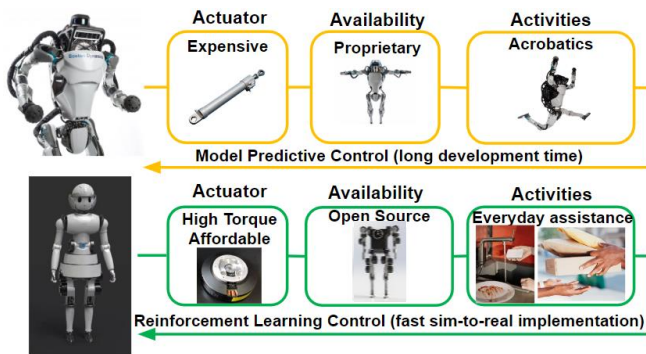 Actuator Availability Activities
Expensive Proprietary Acrobatics
Model Predictive Control (long development time)
Actuator Availability Activities
High Torque
Affordable
Open Source
Everyday assistance
Reinforcement Learning Control (fast sim-to-real implementation)